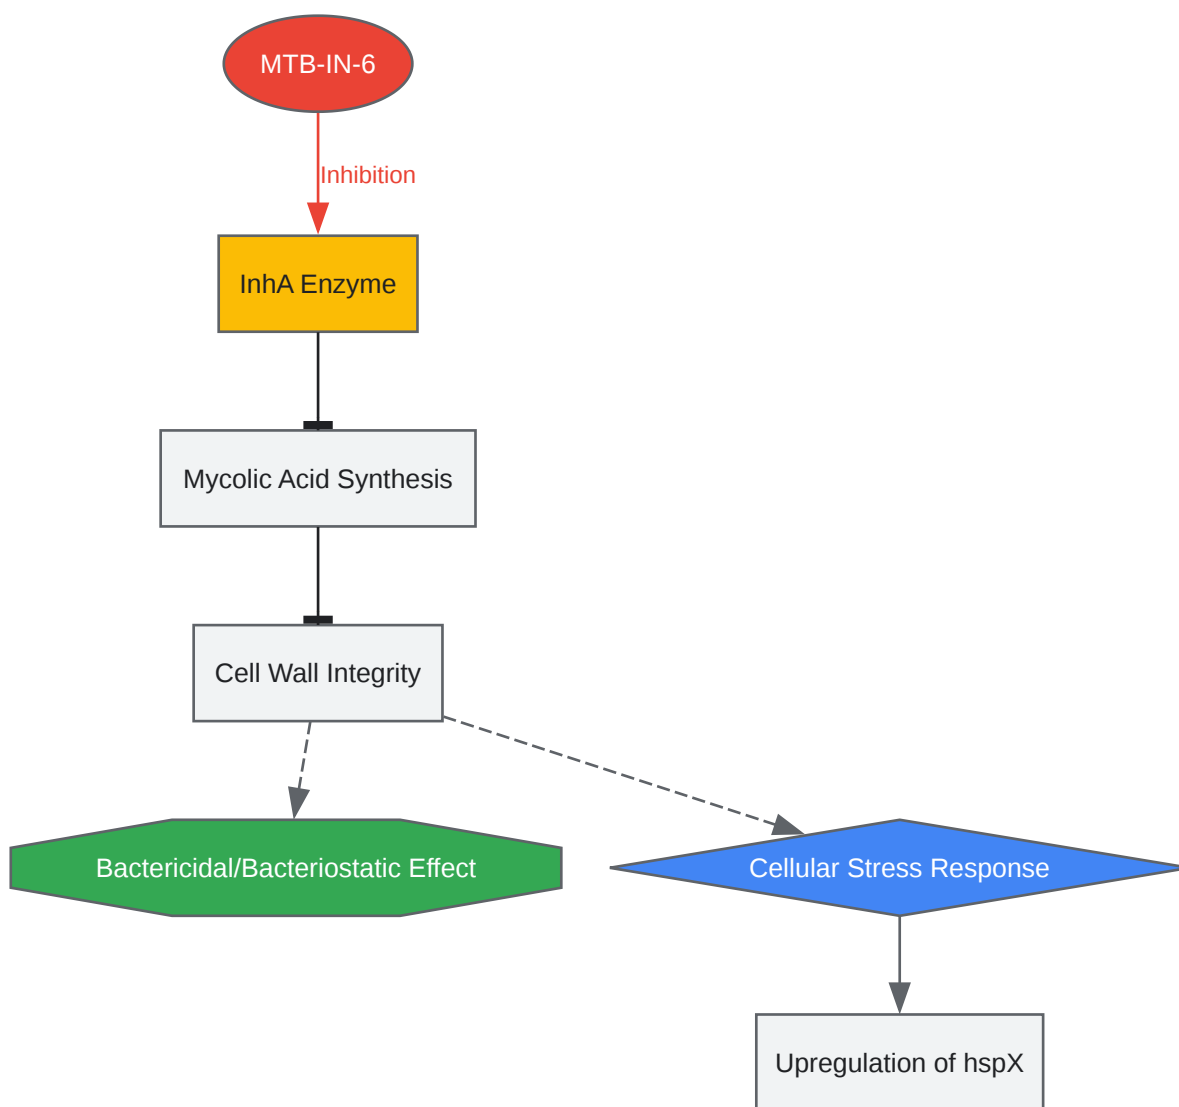 MTB-IN-6
Inhibition
InhA Enzyme
Mycolic Acid Synthesis
Cell Wall Integrity
Bactericidal/Bacteriostatic Effect
Cellular Stress Response
Upregulation of hspX